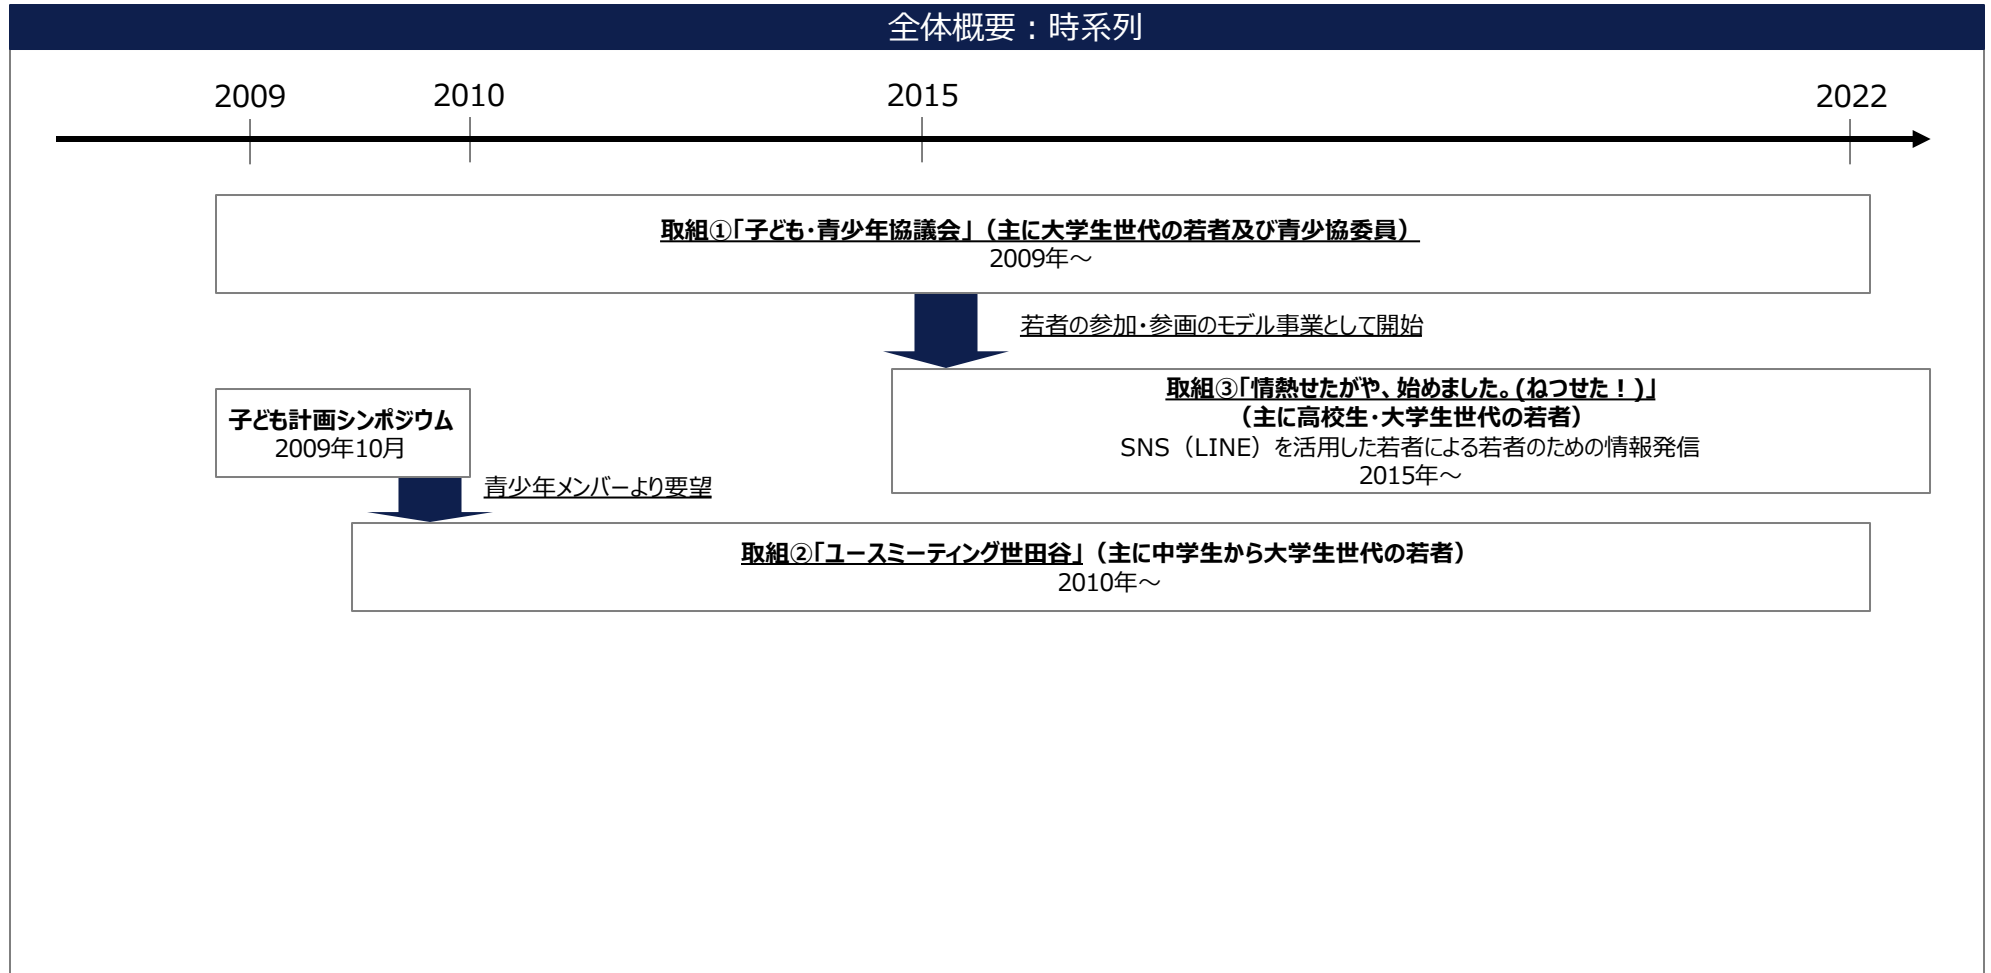 全体概要：時系列
2009
2010
2015
2022
取組①「子ども・青少年協議会」（主に大学生世代の若者及び青少協委員）
2009年～
若者の参加・参画のモデル事業として開始
取組③「情熱せたがや、始めました。(ねつせた！)」
（主に高校生・大学生世代の若者）
SNS（LINE）を活用した若者による若者のための情報発信
2015年～
子ども計画シンポジウム
2009年10月
青少年メンバーより要望
取組②「ユースミーティング世田谷」（主に中学生から大学生世代の若者）
2010年～